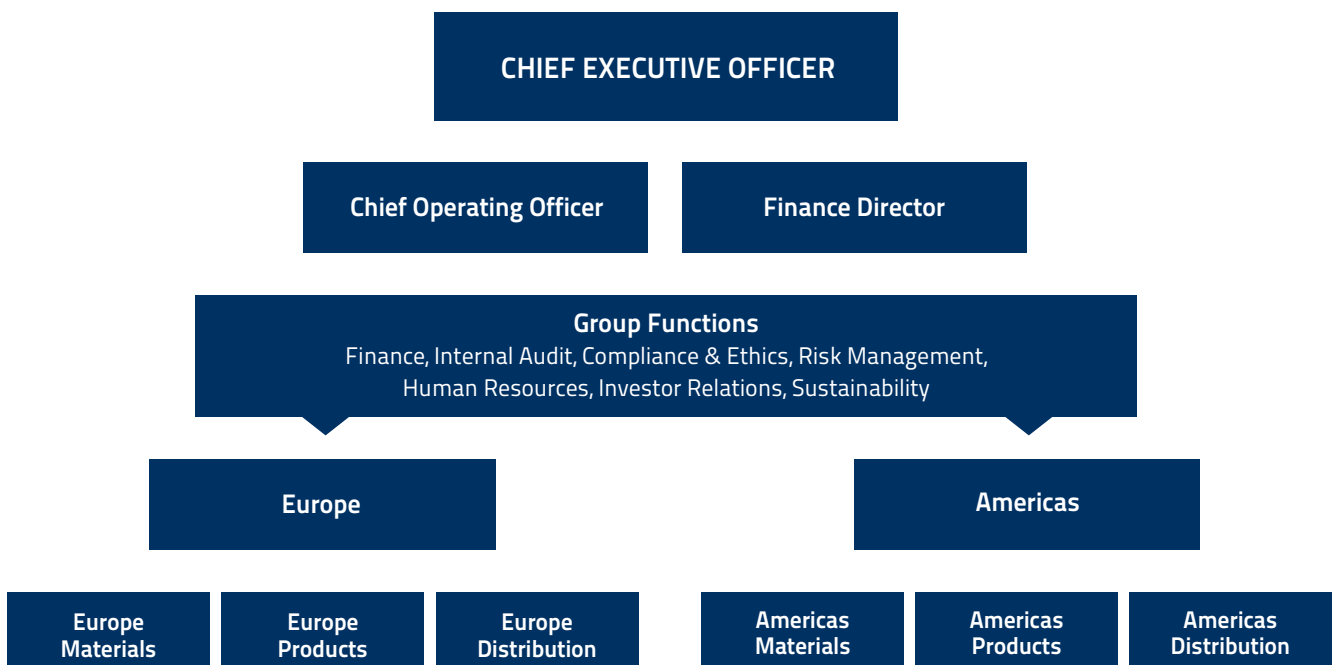 CHIEF EXECUTIVE OFFICER
Chief Operating Officer
Finance Director
Group Functions
Finance, Internal Audit, Compliance & Ethics, Risk Management,
Human Resources, Investor Relations, Sustainability
Europe
Americas
Europe
Materials
Europe
Products
Europe
Distribution
Americas
Materials
Americas
Products
Americas
Distribution